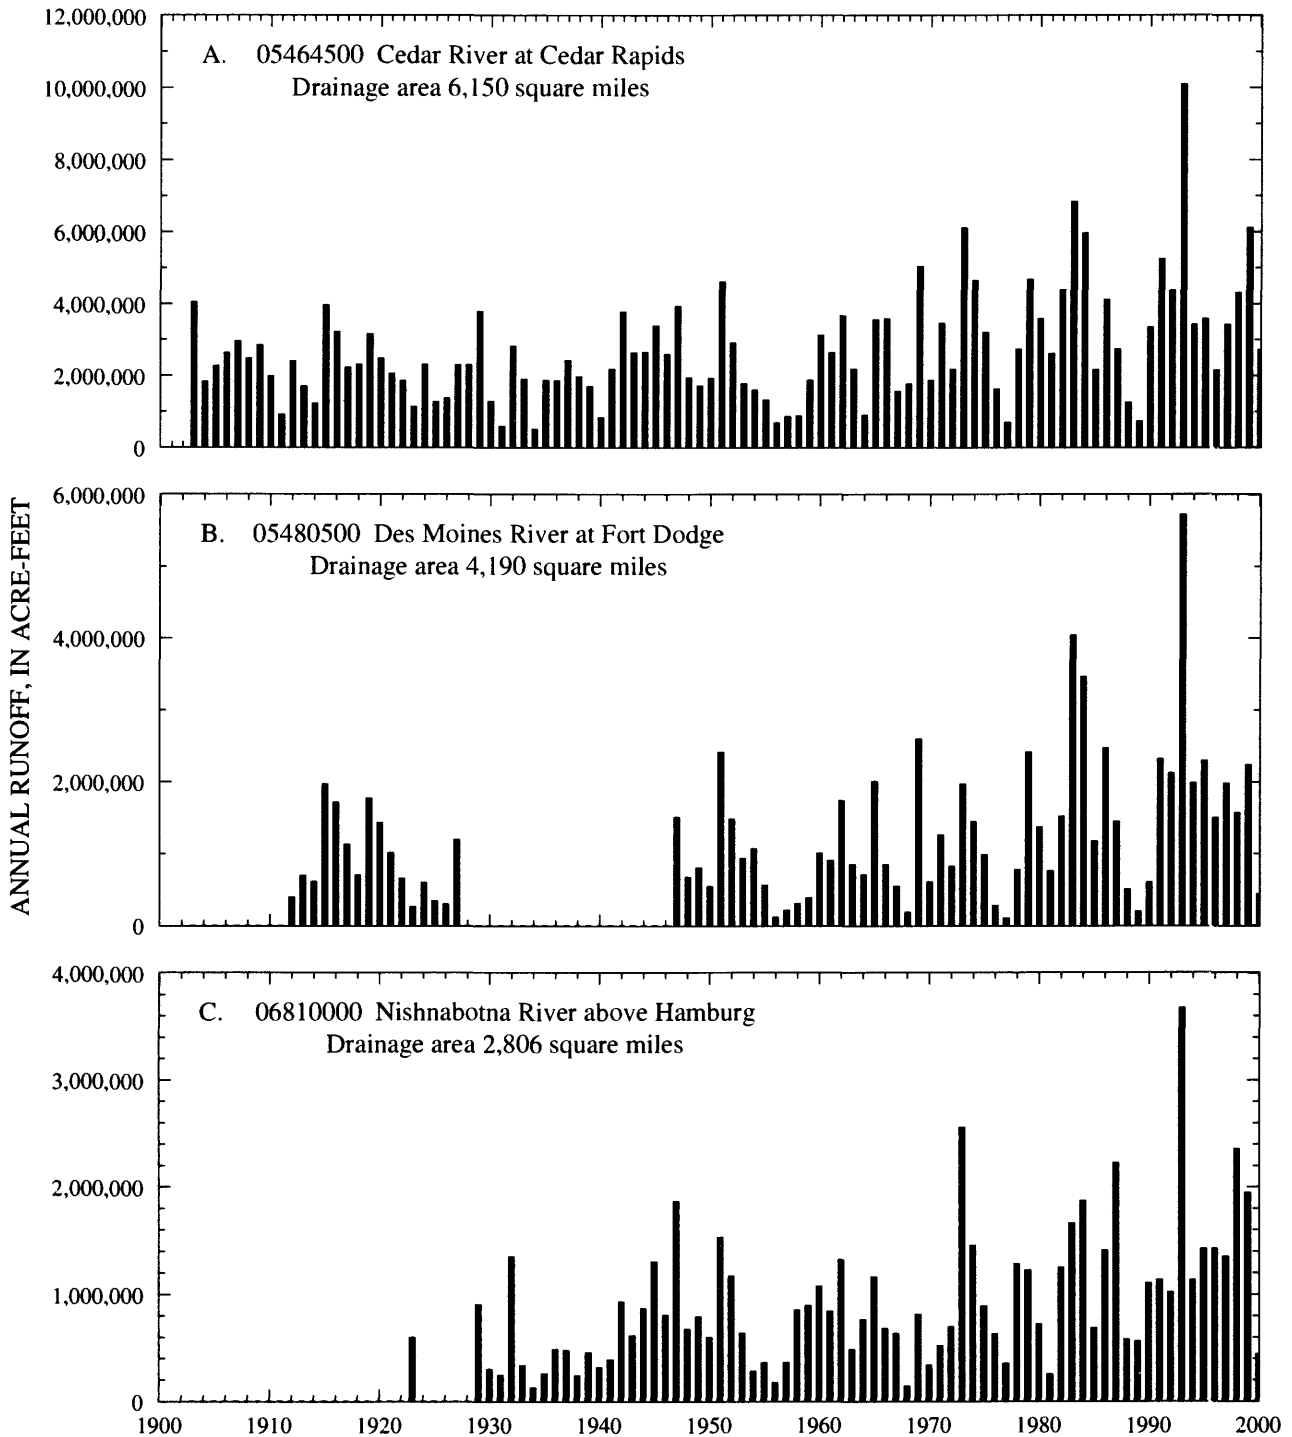 12,000,000
A. 05464500 Cedar River at Cedar Rapids
Drainage area 6,150 square miles
10,000,000
8,000,000
6,000,000
4,000,000
2,000,000
0
ANNUAL RUNOFF, IN ACRE-FEET
6,000,000
B. 05480500 Des Moines River at Fort Dodge
Drainage area 4,190 square miles
4,000,000
2,000,000
0
4,000,000
C. 06810000 Nishnabotna River above Hamburg
Drainage area 2,806 square miles
3,000,000
2,000,000
1,000,000
0
1900 1910 1920 1930 1940 1950 1960 1970 1980 1990 2000